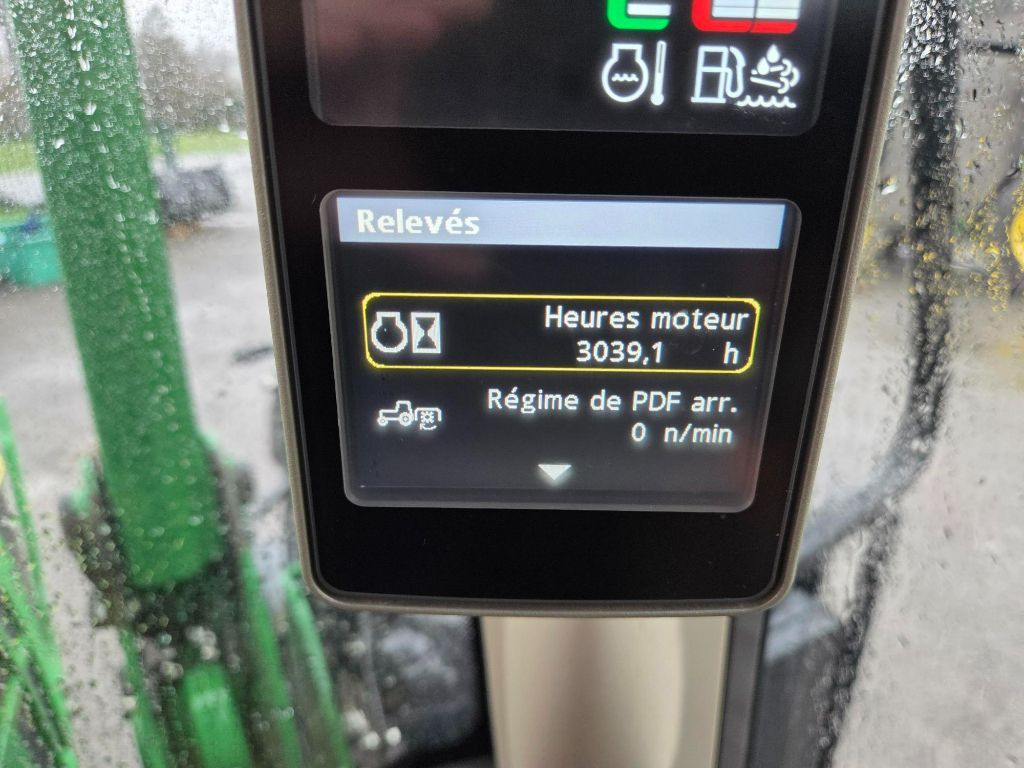 Relevés
Heures moteur
3039,1 h
Régime de PDF arr.
0 n/min